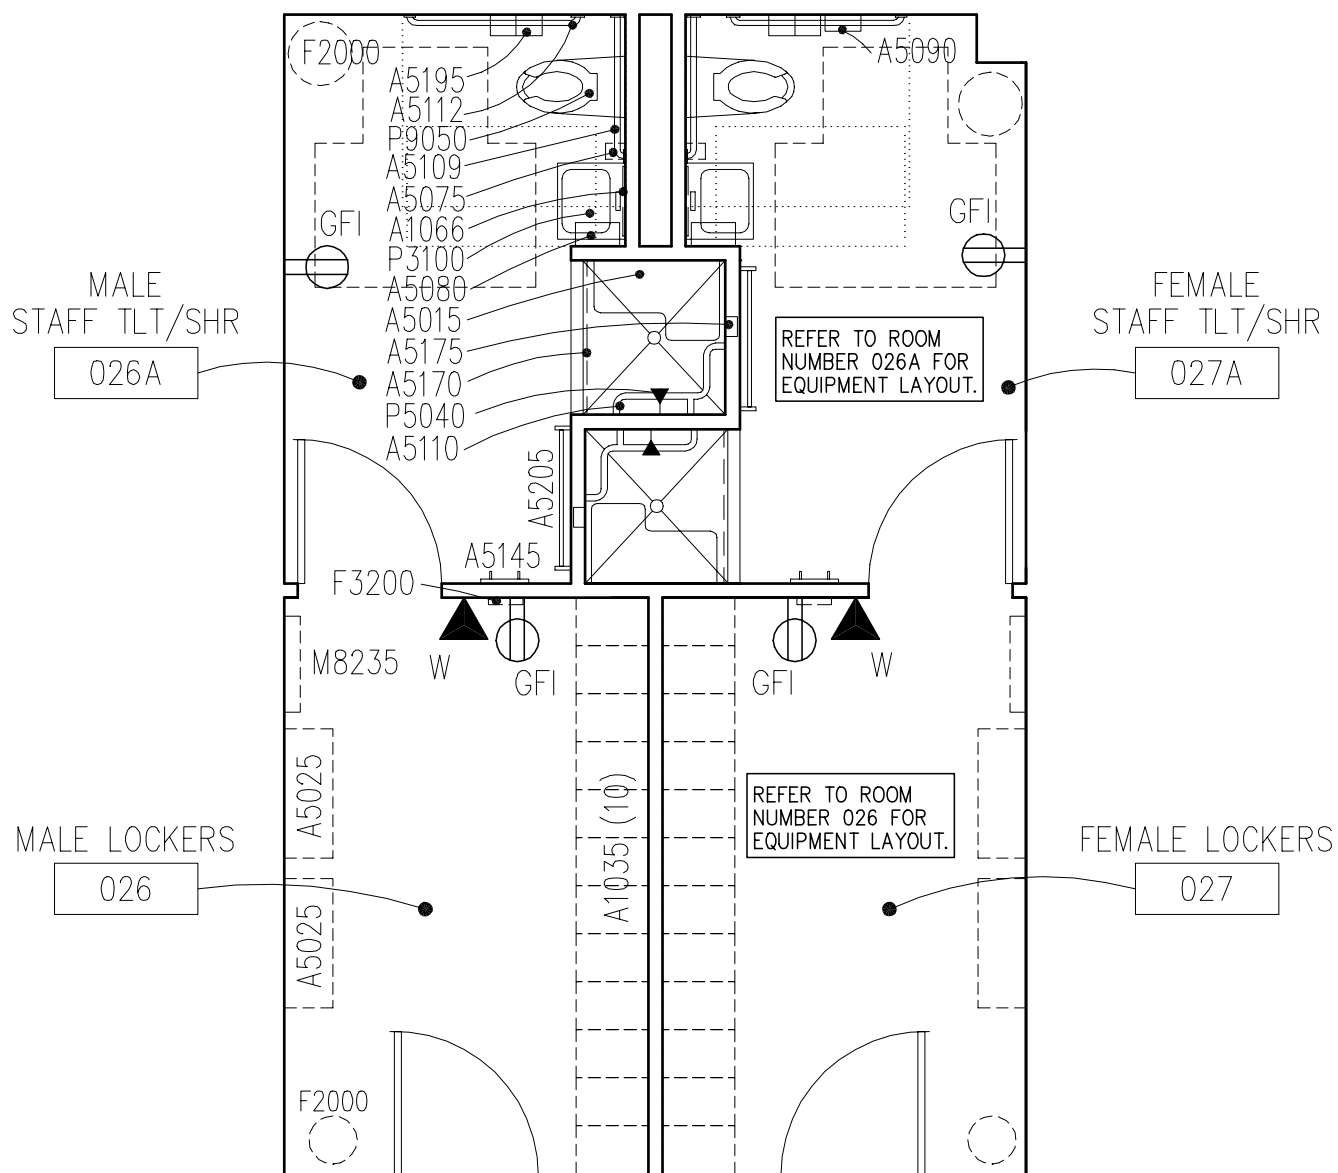 F2000
A5195
A5112
P9050
A5109
A5075
A1066
P3100
A5080
A5015
A5175
A5170
P5040
A5110
A5090
GFI
GFI
MALE
STAFF TLT/SHR
026A
FEMALE
STAFF TLT/SHR
027A
REFER TO ROOM
NUMBER 026A FOR
EQUIPMENT LAYOUT.
A5205
A5145
F3200
M8235
W
GFI
GFI
W
A5025
A5025
A1035 (10)
REFER TO ROOM
NUMBER 026 FOR
EQUIPMENT LAYOUT.
MALE LOCKERS
026
FEMALE LOCKERS
027
F2000